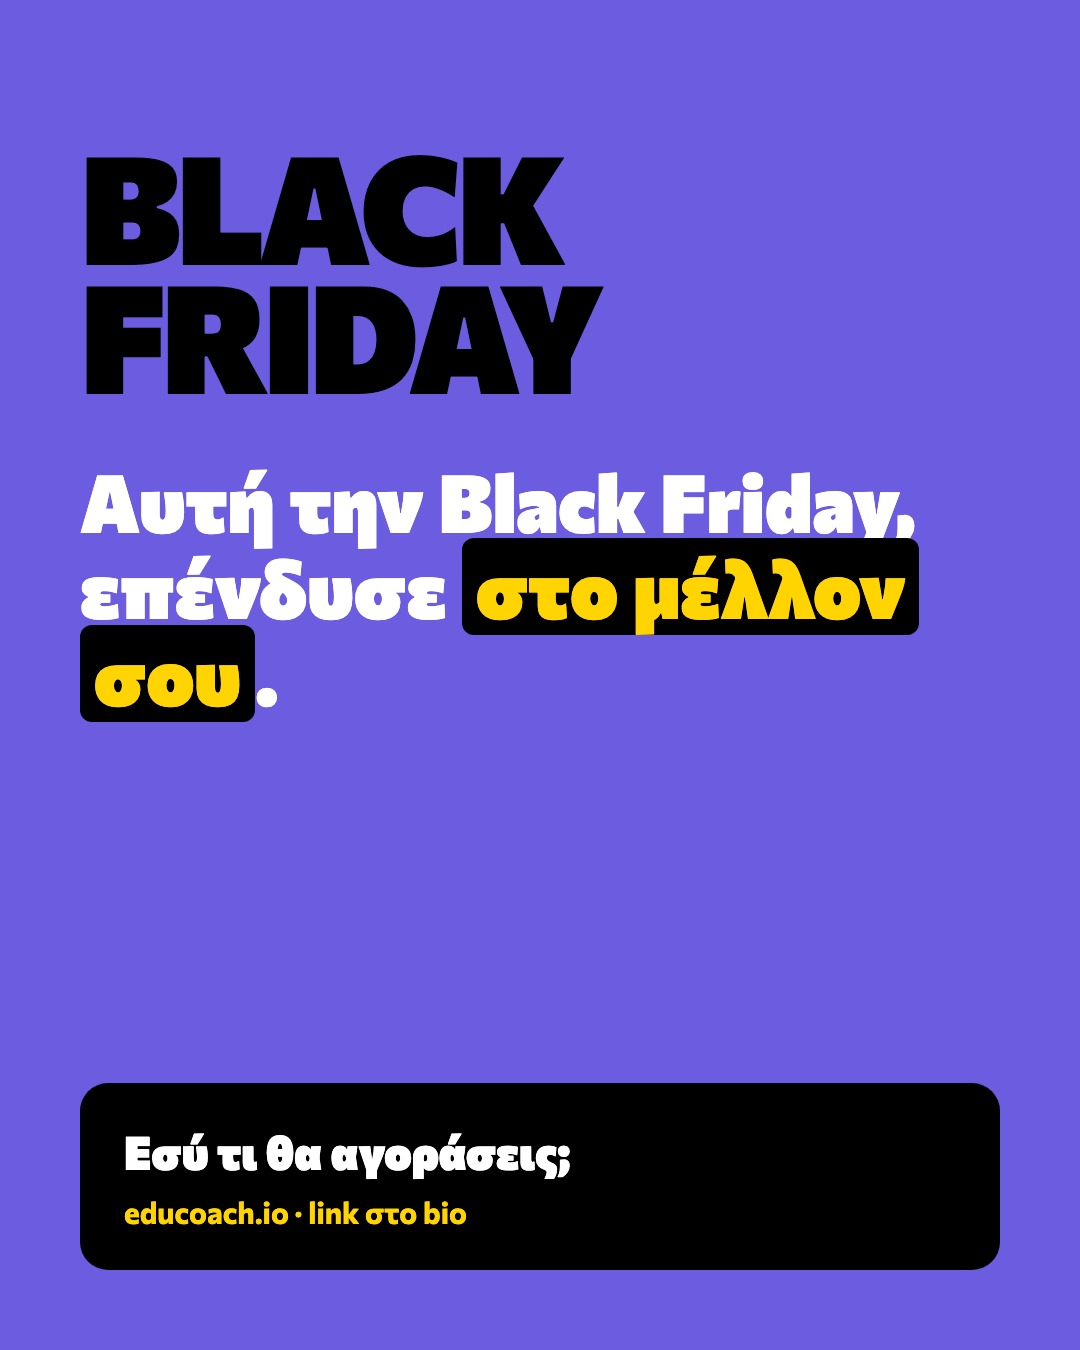 BLACK
FRIDAY
Αυτή την Black Friday,
επένδυσε στο μέλλον
σου.
Εσύ τι θα αγοράσεις;
educoach.io · link στο bio